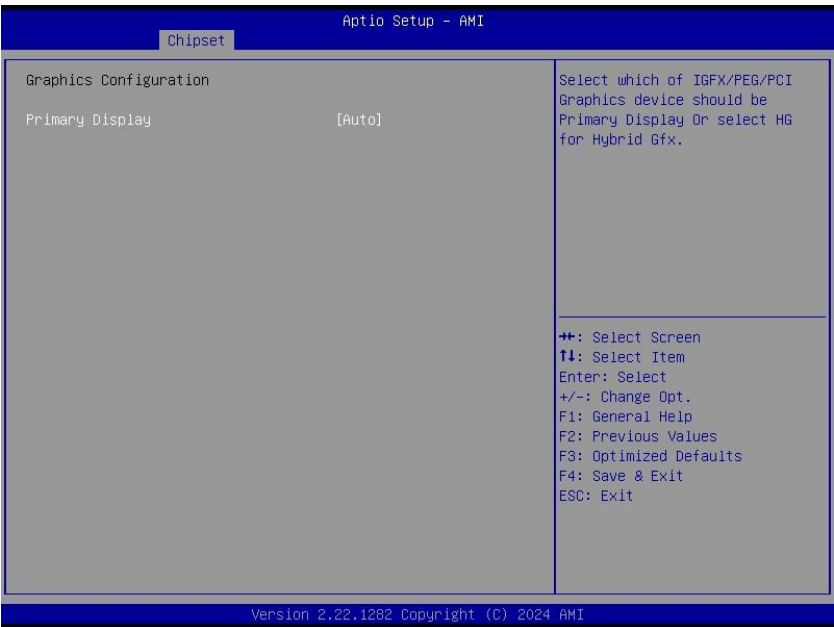 Aptio Setup - AMI
Chipset
Graphics Configuration
Primary Display [Auto]
Select which of IGFX/PEG/PCI
Graphics device should be
Primary Display Or select HG
for Hybrid Gfx.
→←: Select Screen
↑↓: Select Item
Enter: Select
+/-: Change Opt.
F1: General Help
F2: Previous Values
F3: Optimized Defaults
F4: Save & Exit
ESC: Exit
Version 2.22.1282 Copyright (C) 2024 AMI